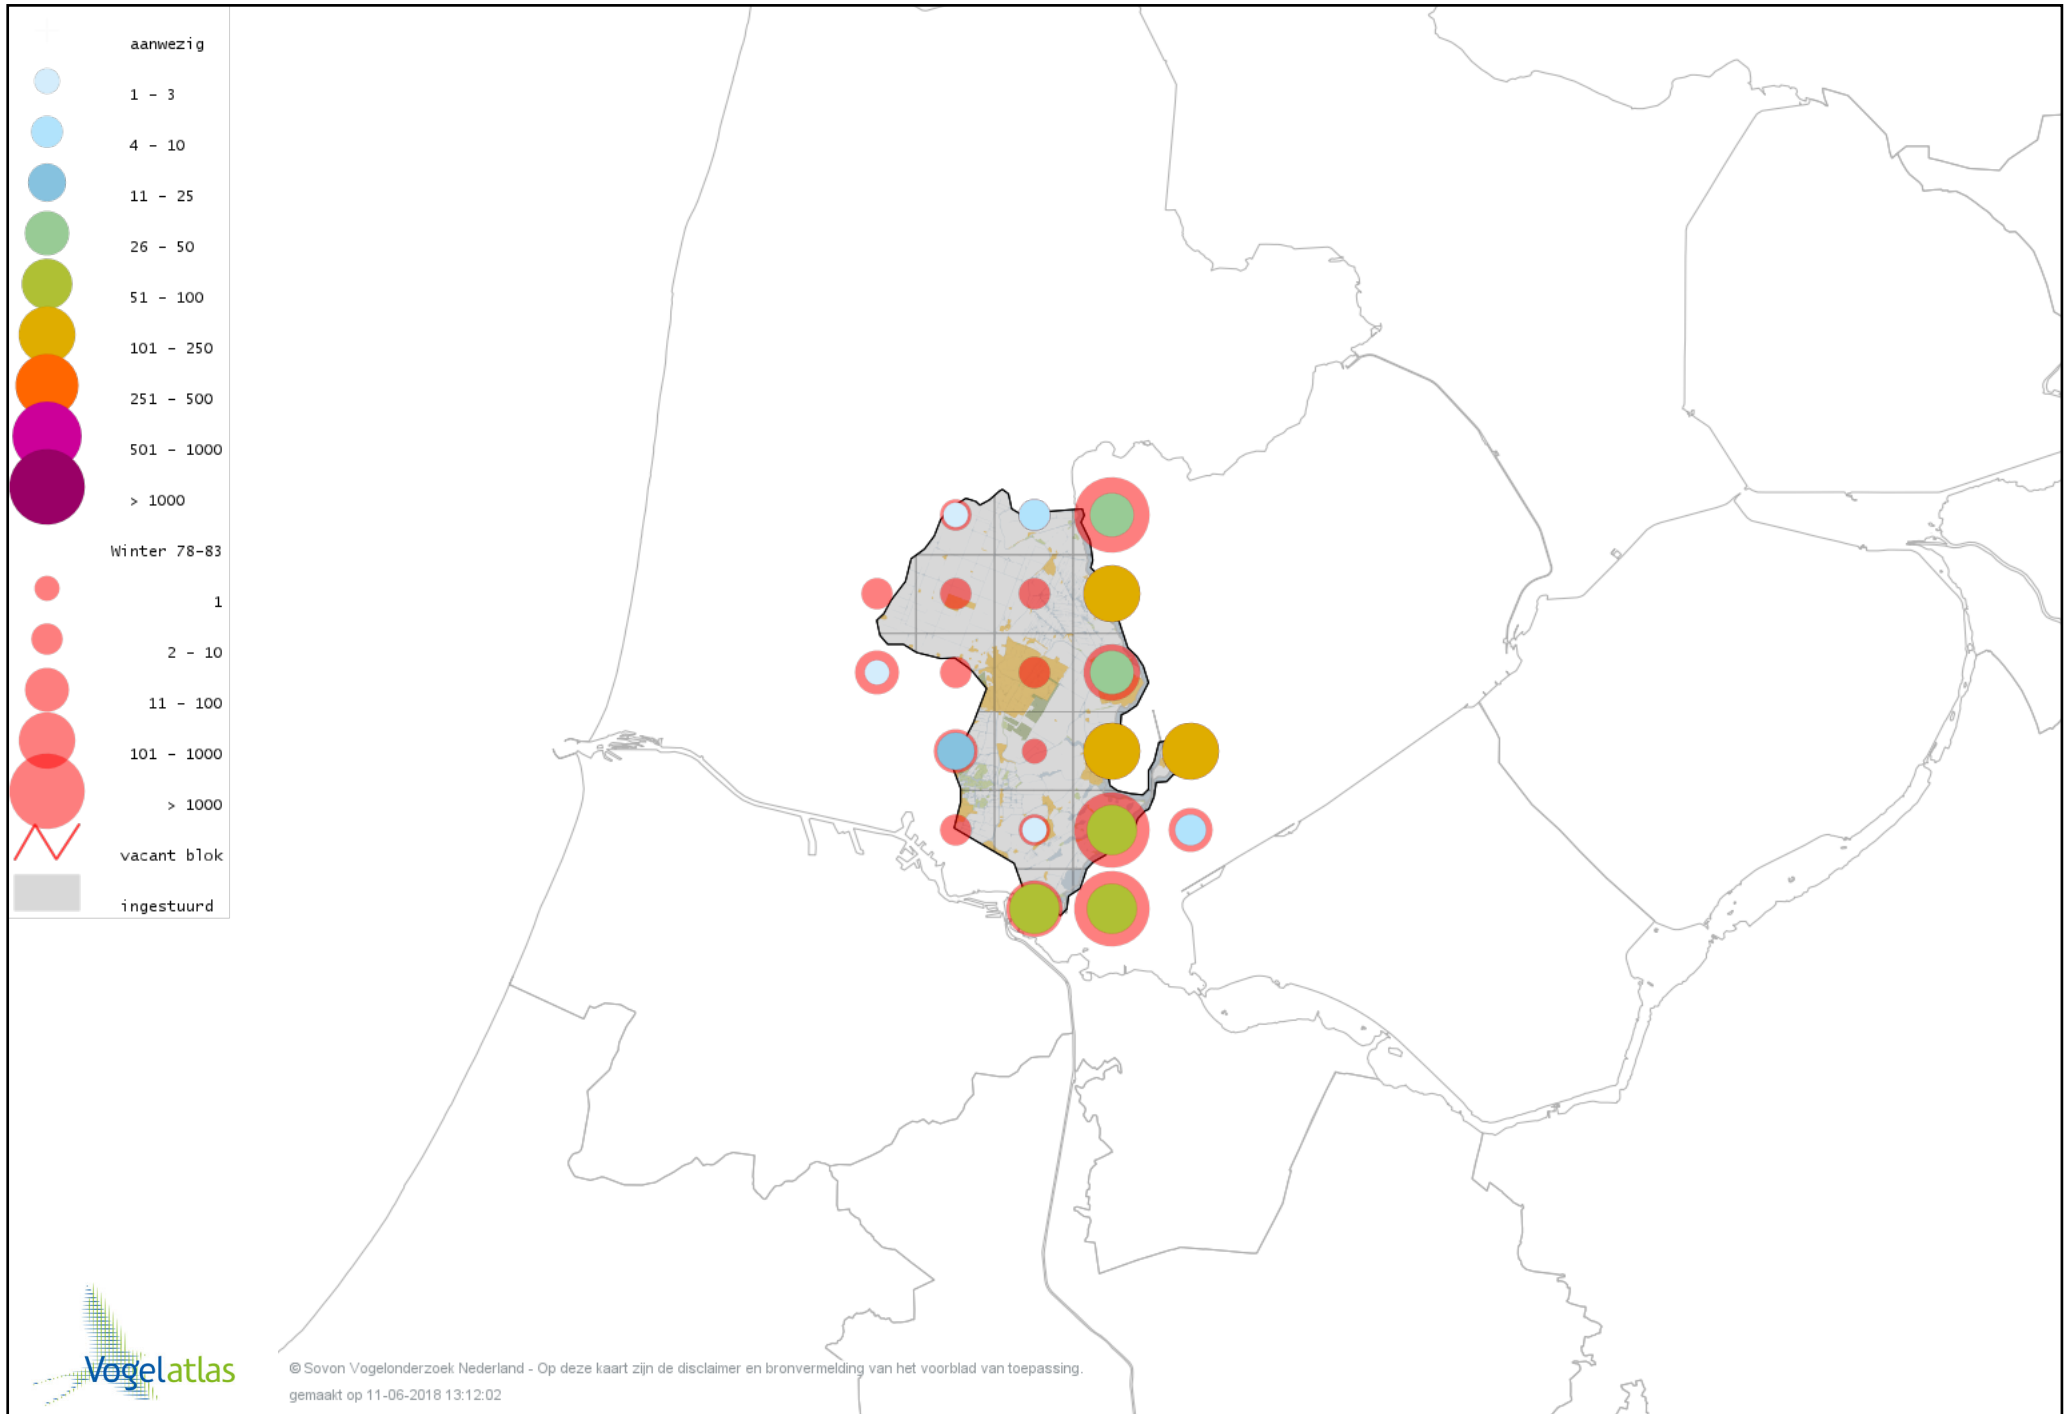 aanwezig
1 - 3
4 - 10
11 - 25
26 - 50
51 - 100
101 - 250
251 - 500
501 - 1000
> 1000
Winter 78-83
1
2 - 10
11 - 100
101 - 1000
> 1000
vacant blok
ingestuurd
Vogelatlas
© Sovon Vogelonderzoek Nederland - Op deze kaart zijn de disclaimer en bronvermelding van het voorblad van toepassing.
gemaakt op 11-06-2018 13:12:02